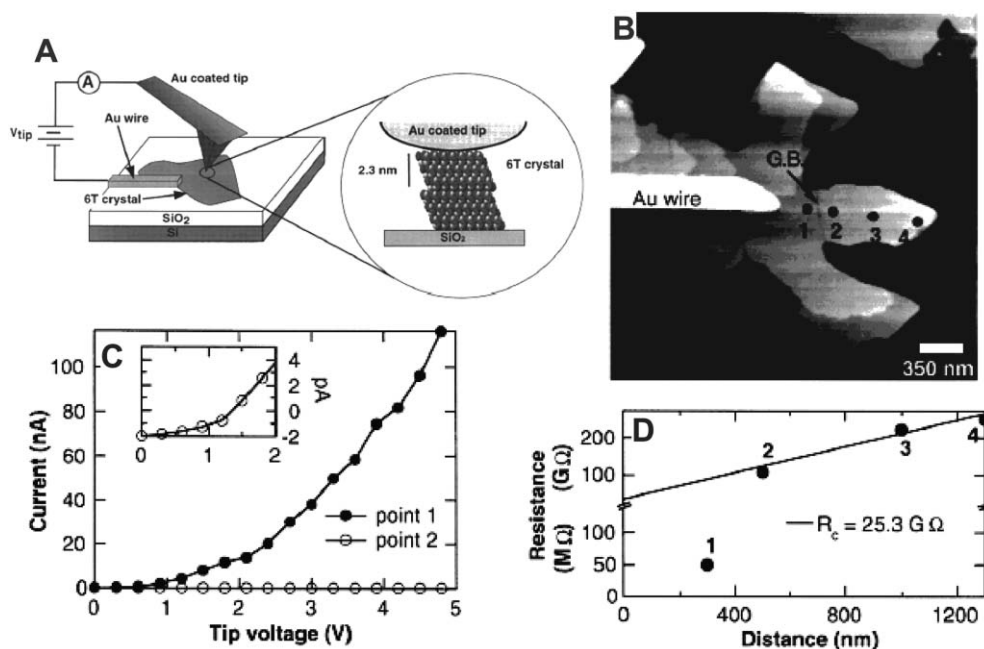 A
A
Au coated tip
Vtip
Au wire
6T crystal
SiO2
Si
Au coated tip
2.3 nm
6T crystal
SiO2
B
G.B.
Au wire
1 2 3 4
350 nm
C
Current (nA)
100
80
60
40
20
0
0 1 2 3 4 5
Tip voltage (V)
4
2
0
-2
pA
0 1 2
point 1
point 2
D
Resistance
(MΩ) (GΩ)
200
100
100
50
0
1
2
3
4
Rc = 25.3 G Ω
0 400 800 1200
Distance (nm)